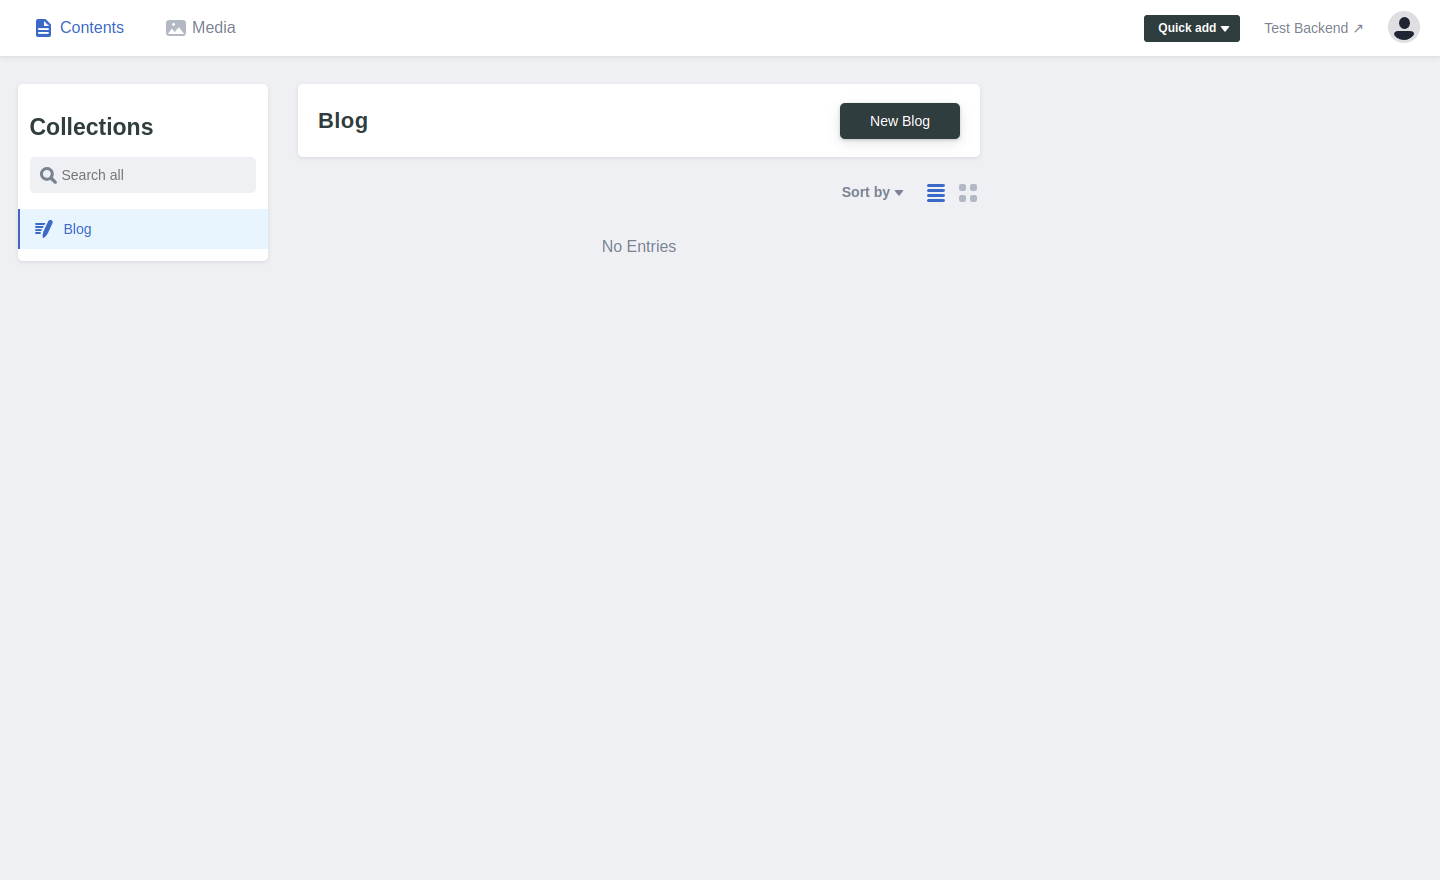 Contents
Media
Quick add
Test Backend ↗
Collections
Search all
Blog
Blog
New Blog
Sort by
No Entries